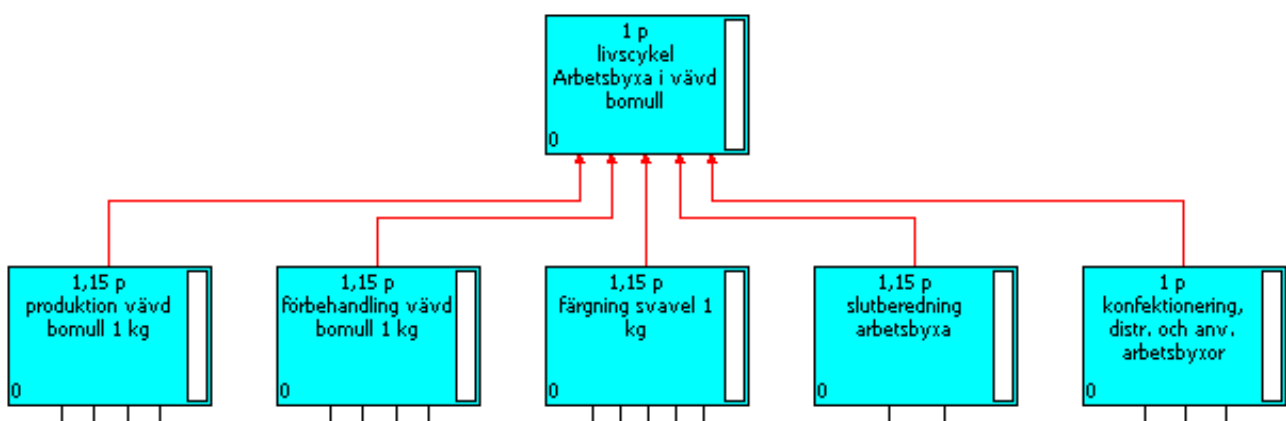 1 p
livscykel
Arbetsbyxa i vävd
bomull
0
1,15 p
produktion vävd
bomull 1 kg
0
1,15 p
förbehandling vävd
bomull 1 kg
0
1,15 p
färgning svavel 1
kg
0
1,15 p
slutberedning
arbetsbyxa
0
1 p
konfektionering,
distr. och anv.
arbetsbyxor
0